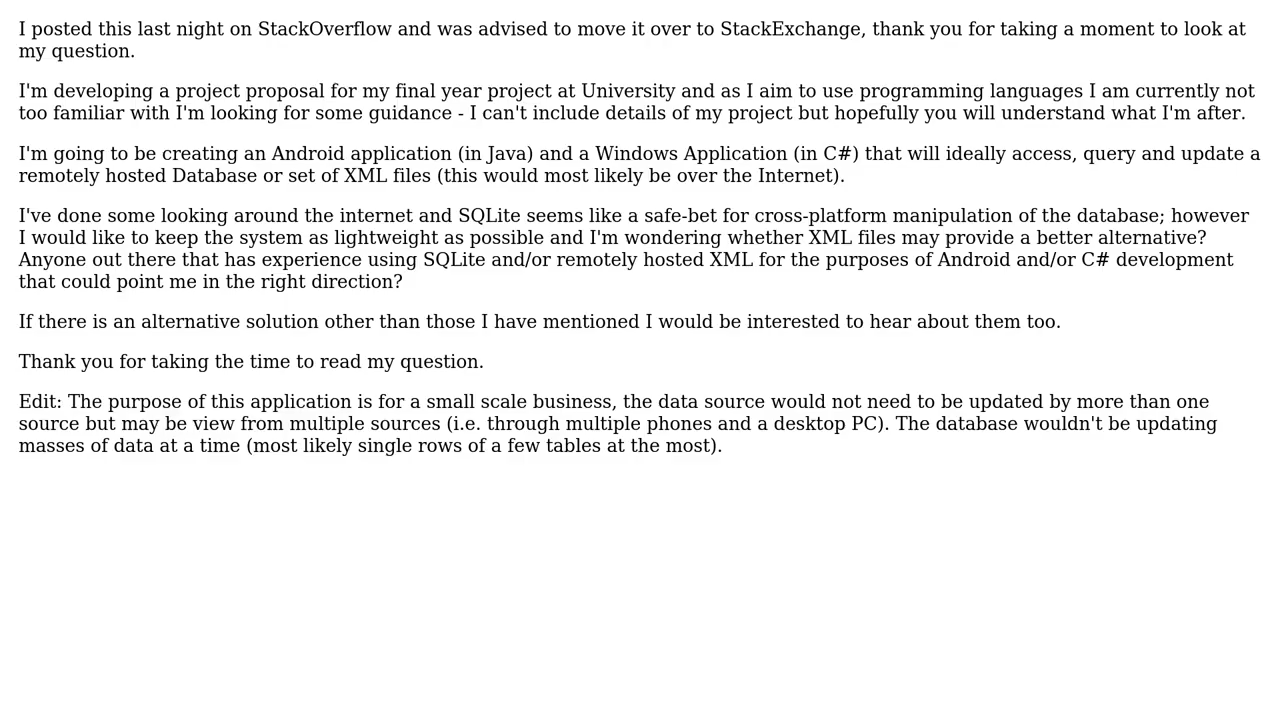 I posted this last night on StackOverflow and was advised to move it over to StackExchange, thank you for taking a moment to look at
my question.
I'm developing a project proposal for my final year project at University and as I aim to use programming languages I am currently not
too familiar with I'm looking for some guidance - I can't include details of my project but hopefully you will understand what I'm after.
I'm going to be creating an Android application (in Java) and a Windows Application (in C#) that will ideally access, query and update a
remotely hosted Database or set of XML files (this would most likely be over the Internet).
I've done some looking around the internet and SQLite seems like a safe-bet for cross-platform manipulation of the database; however
I would like to keep the system as lightweight as possible and I'm wondering whether XML files may provide a better alternative?
Anyone out there that has experience using SQLite and/or remotely hosted XML for the purposes of Android and/or C# development
that could point me in the right direction?
If there is an alternative solution other than those I have mentioned I would be interested to hear about them too.
Thank you for taking the time to read my question.
Edit: The purpose of this application is for a small scale business, the data source would not need to be updated by more than one
source but may be view from multiple sources (i.e. through multiple phones and a desktop PC). The database wouldn't be updating
masses of data at a time (most likely single rows of a few tables at the most).